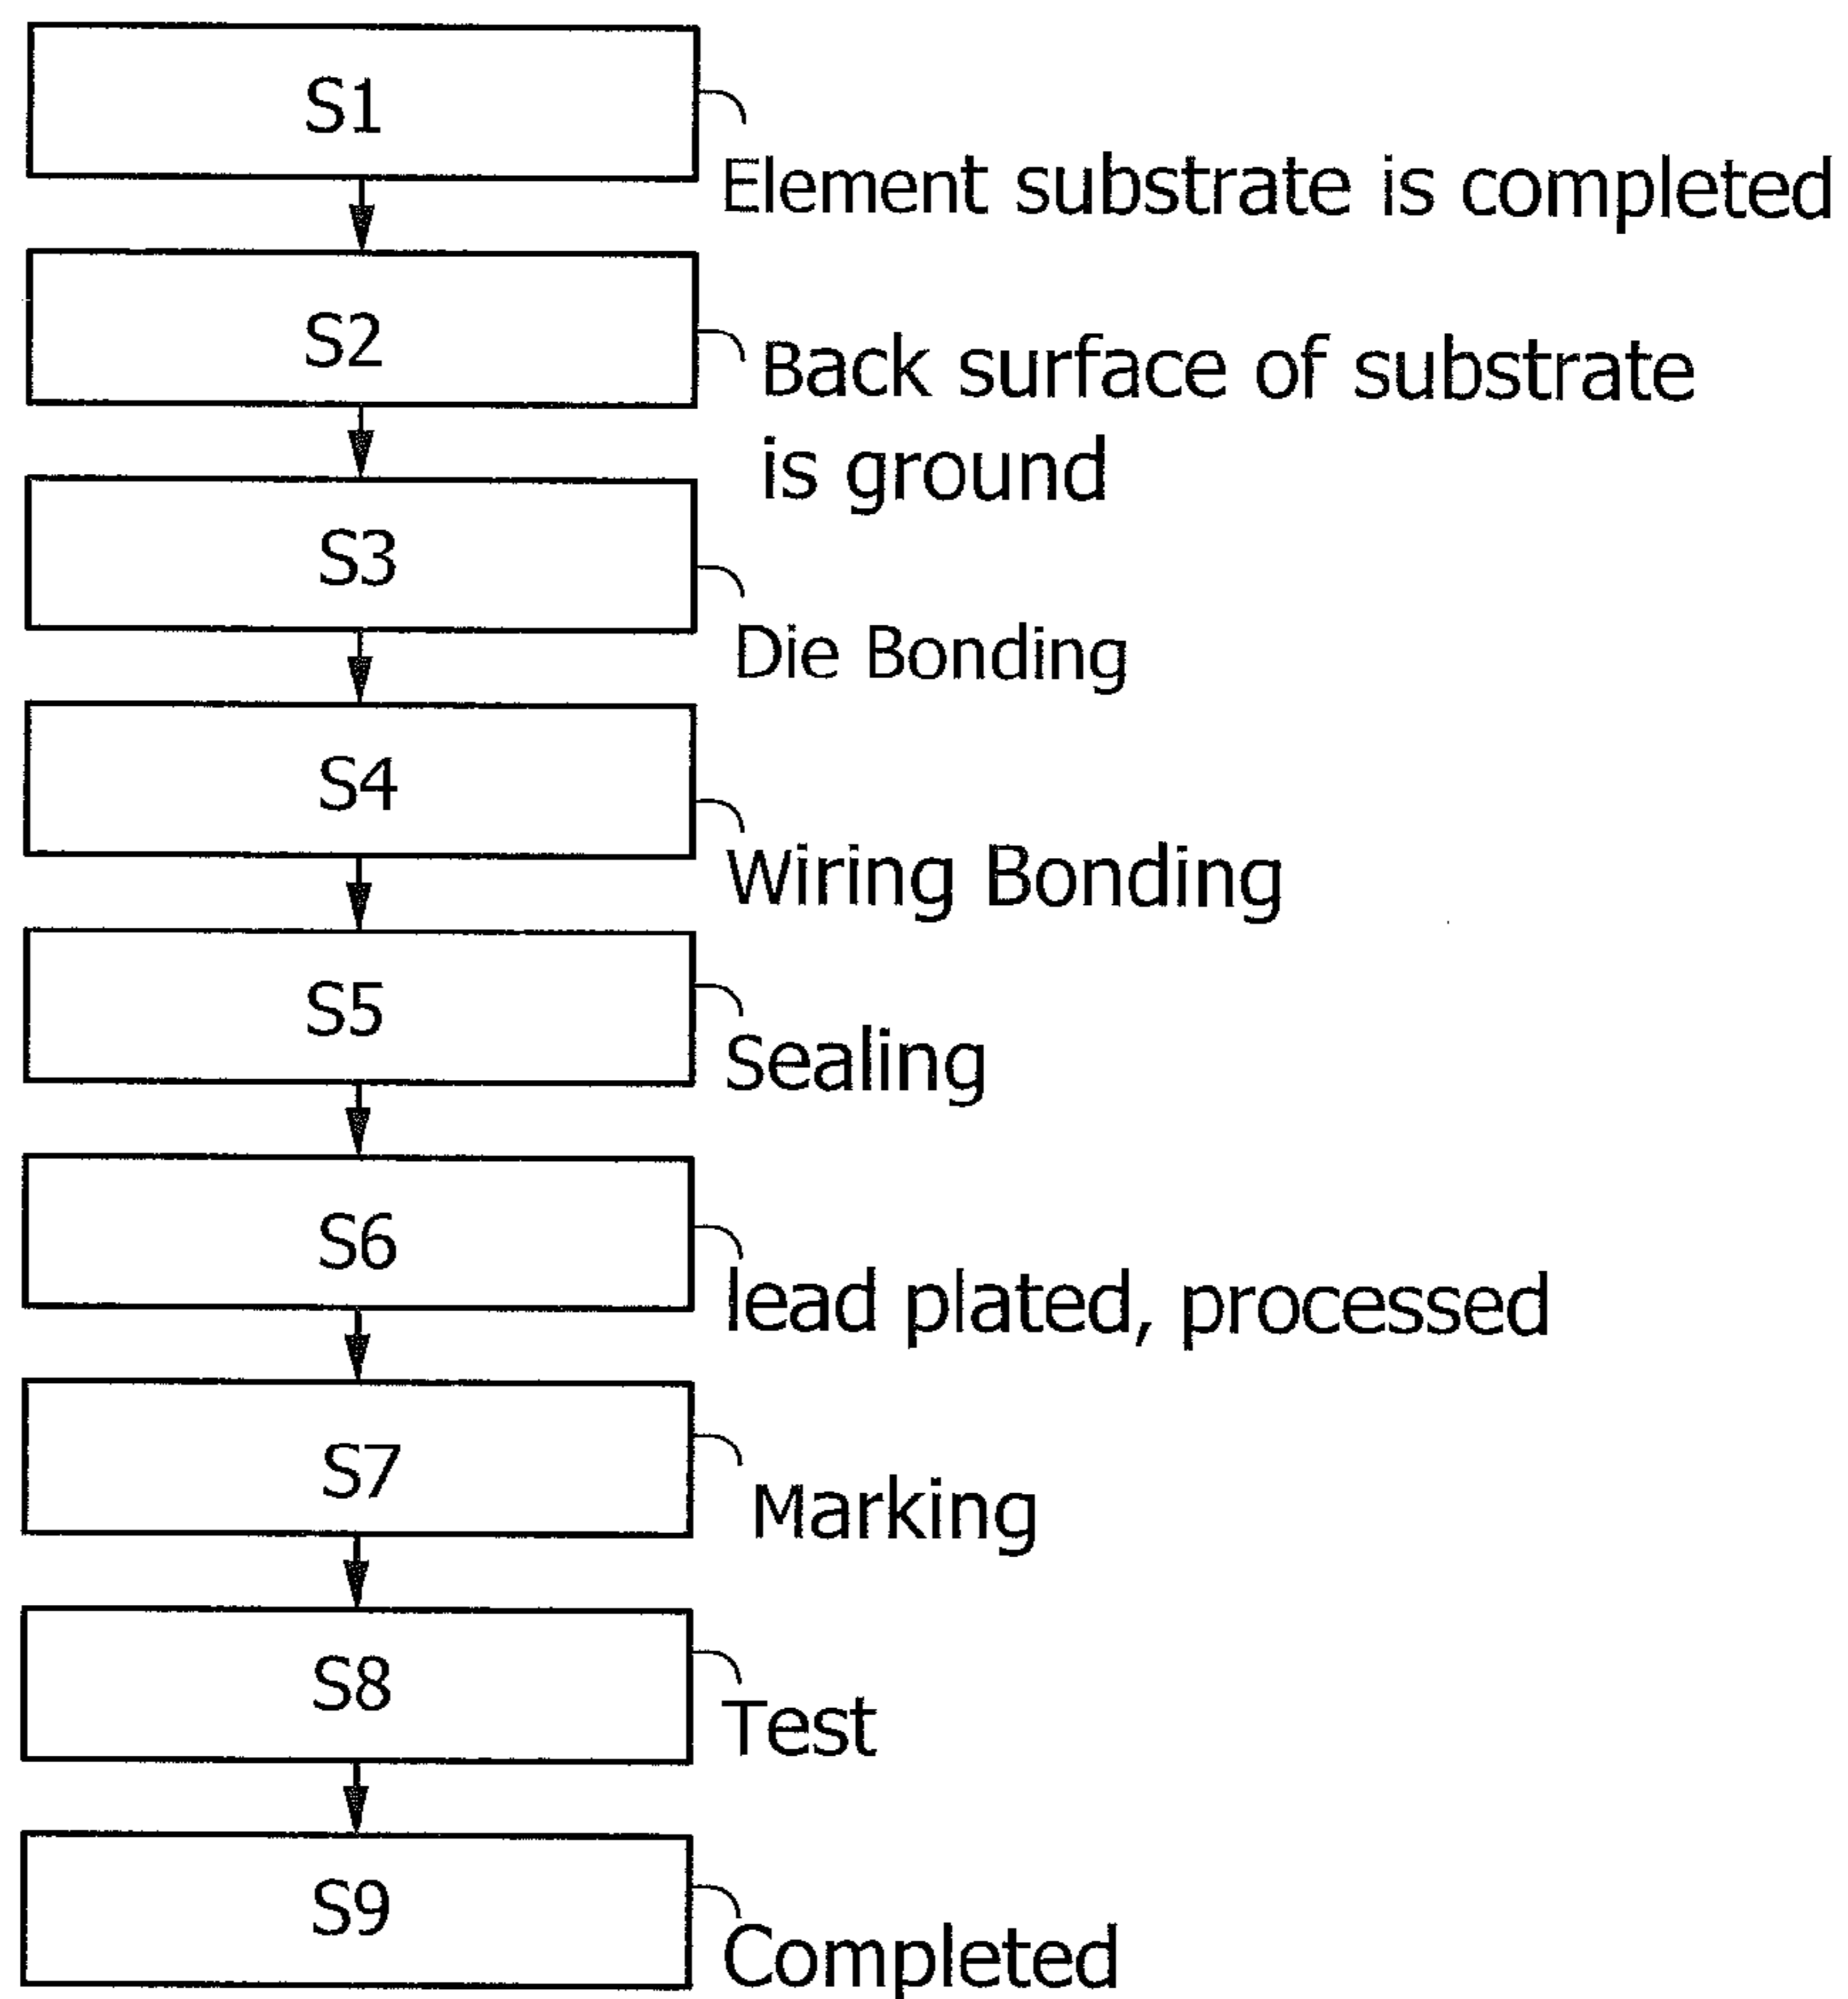 S1
Element substrate is completed
S2
Back surface of substrate
is ground
S3
Die Bonding
S4
Wiring Bonding
S5
Sealing
S6
lead plated, processed
S7
Marking
S8
Test
S9
Completed